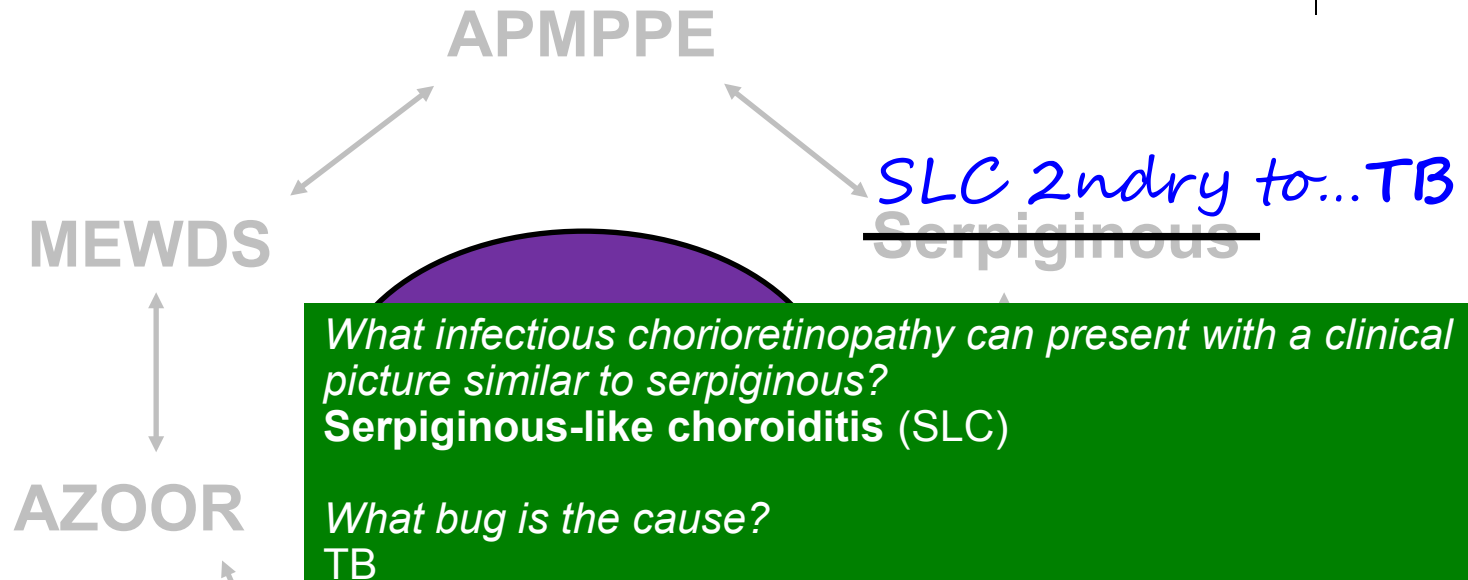 APMPPE
SLC 2ndry to...TB
MEWDS
Serpiginous
What infectious chorioretinopathy can present with a clinical
picture similar to serpiginous?
Serpiginous-like choroiditis (SLC)
AZOOR
What bug is the cause?
TB